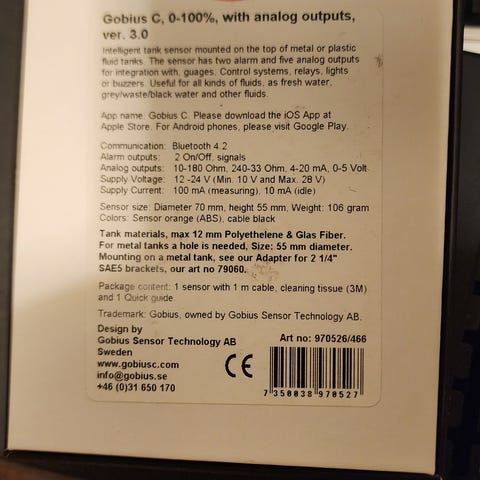 Gobius C, 0-100%, with analog outputs,
ver. 3.0
Intelligent tank sensor mounted on the top of metal or plastic
fluid tanks. The sensor has two alarm and five analog outputs
for integration with, guages. Control systems, relays, lights
or buzzers. Useful for all kinds of fluids, as fresh water,
grey/waste/black water and other fluids.
App name. Gobius C. Please download the iOS App at
Apple Store. For Android phones, please visit Google Play.
Communication: Bluetooth 4.2
Alarm outputs: 2 On/Off, signals
Analog outputs: 10-180 Ohm, 240-33 Ohm, 4-20 mA, 0-5 Volt
Supply Voltage: 12 -24 V (Min. 10 V and Max. 28 V)
Supply Current: 100 mA (measuring), 10 mA (idle)
Sensor size: Diameter 70 mm, height 55 mm, Weight: 106 gram
Colors: Sensor orange (ABS), cable black
Tank materials, max 12 mm Polyethelene & Glas Fiber.
For metal tanks a hole is needed, Size: 55 mm diameter.
Mounting on a metal tank, see our Adapter for 2 1/4"
SAE5 brackets, our art no 79060.
Package content: 1 sensor with 1 m cable, cleaning tissue (3M)
and 1 Quick guide.
Trademark: Gobius, owned by Gobius Sensor Technology AB.
Design by
Gobius Sensor Technology AB
Sweden
www.gobiusc.com
info@gobius.se
+46 (0)31 650 170
CE
Art no: 970526/466
7 350038 970527